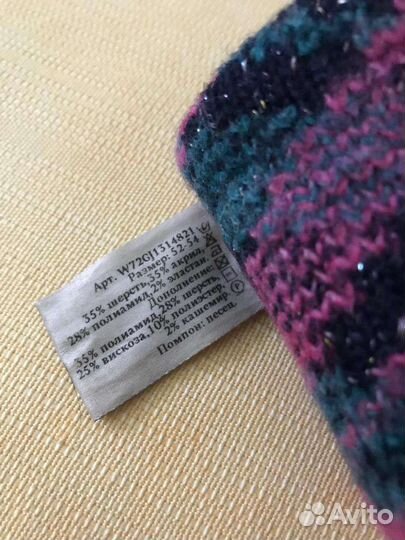 Арт. W72GJ1314821
Размер: 52-54
35% шерсть, 35% акрил,
28% полиамид, 2% эластан.
Дополнение:
35% полиамид, 28% шерсть,
25% вискоза, 10% полиэстер,
2% кашемир
Помпон: песец
Avito